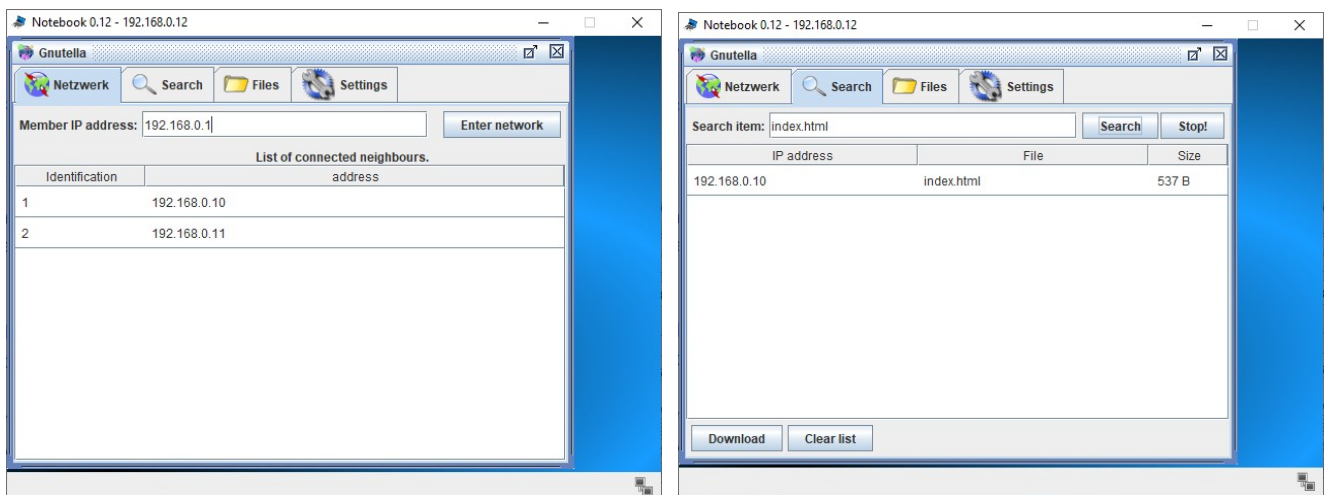 Notebook 0.12 - 192.168.0.12
Gnutella
Netzwerk Search Files Settings
Member IP address: 192.168.0.1 Enter network
List of connected neighbours.
Identification address
1 192.168.0.10
2 192.168.0.11
Notebook 0.12 - 192.168.0.12
Gnutella
Netzwerk Search Files Settings
Search item: index.html Search Stop!
IP address File Size
192.168.0.10 index.html 537 B
Download Clear list